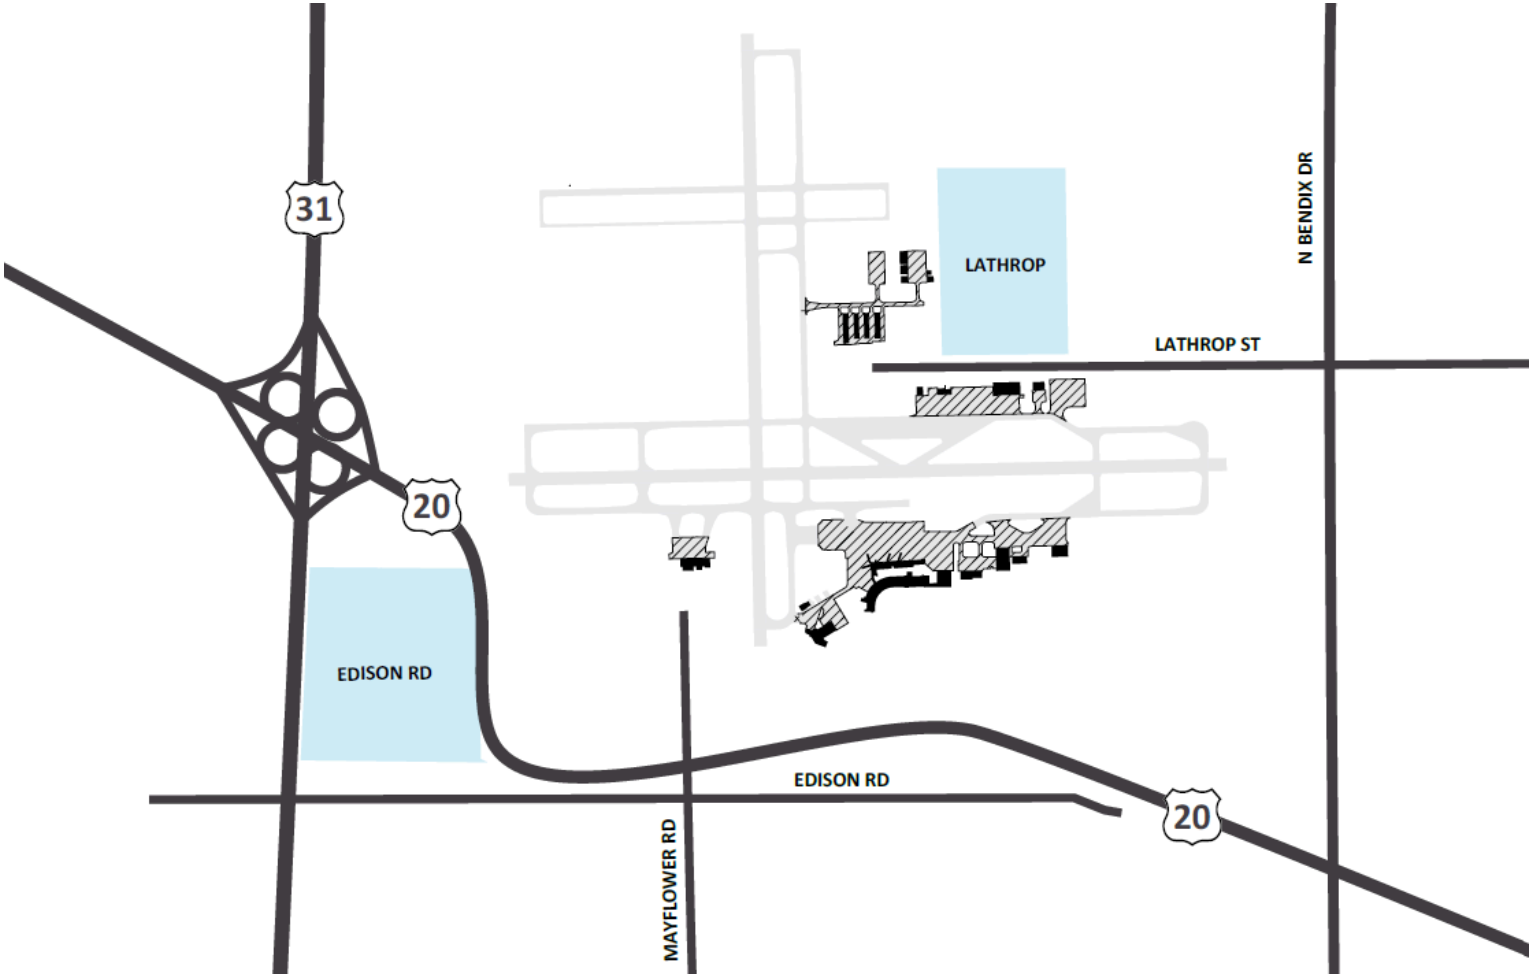 N BENDIX DR
31
LATHROP
LATHROP ST
20
EDISON RD
EDISON RD
20
MAYFLOWER RD